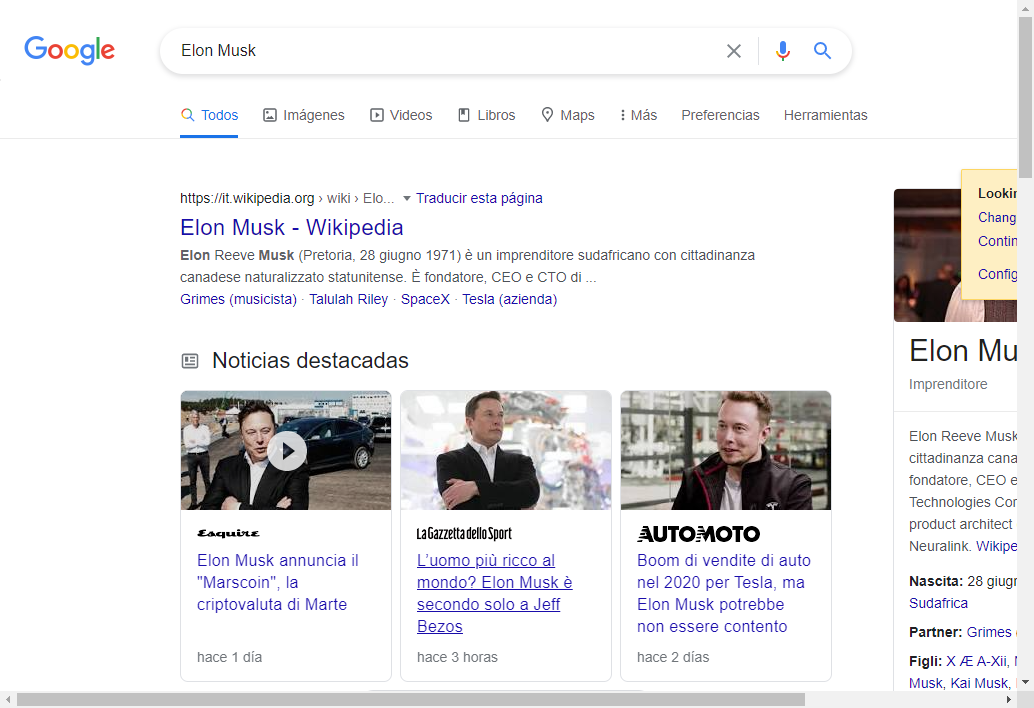 Google
Elon Musk
Todos Imágenes Videos Libros Maps Más Preferencias Herramientas
https://it.wikipedia.org › wiki › Elo... Traducir esta página
Elon Musk - Wikipedia
Elon Reeve Musk (Pretoria, 28 giugno 1971) è un imprenditore sudafricano con cittadinanza
canadese naturalizzato statunitense. È fondatore, CEO e CTO di ...
Grimes (musicista) · Talulah Riley · SpaceX · Tesla (azienda)
Noticias destacadas
Esquire
Elon Musk annuncia il
"Marscoin", la
criptovaluta di Marte
hace 1 día
La Gazzetta dello Sport
L'uomo più ricco al
mondo? Elon Musk è
secondo solo a Jeff
Bezos
hace 3 horas
AUTOMOTO
Boom di vendite di auto
nel 2020 per Tesla, ma
Elon Musk potrebbe
non essere contento
hace 2 días
Lookin
Chang
Contin
Config
Elon Mu
Imprenditore
Elon Reeve Musk
cittadinanza cana
fondatore, CEO e
Technologies Cor
product architect
Neuralink. Wikipe
Nascita: 28 giugn
Sudafrica
Partner: Grimes
Figli: X Æ A-Xii,
Musk, Kai Musk,